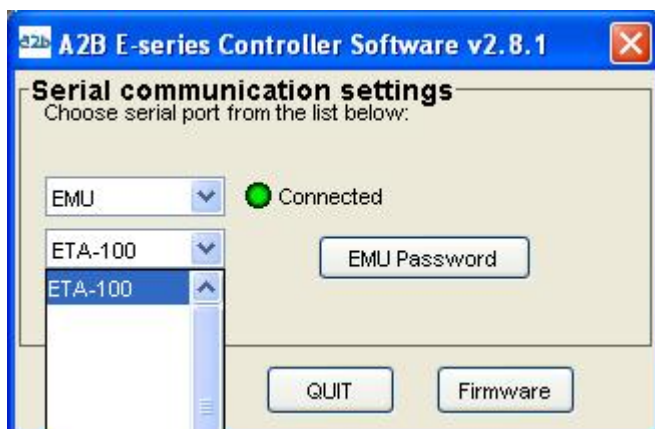 a2b A2B E-series Controller Software v2.8.1
Serial communication settings
Choose serial port from the list below:
EMU
Connected
ETA-100
EMU Password
ETA-100
QUIT
Firmware